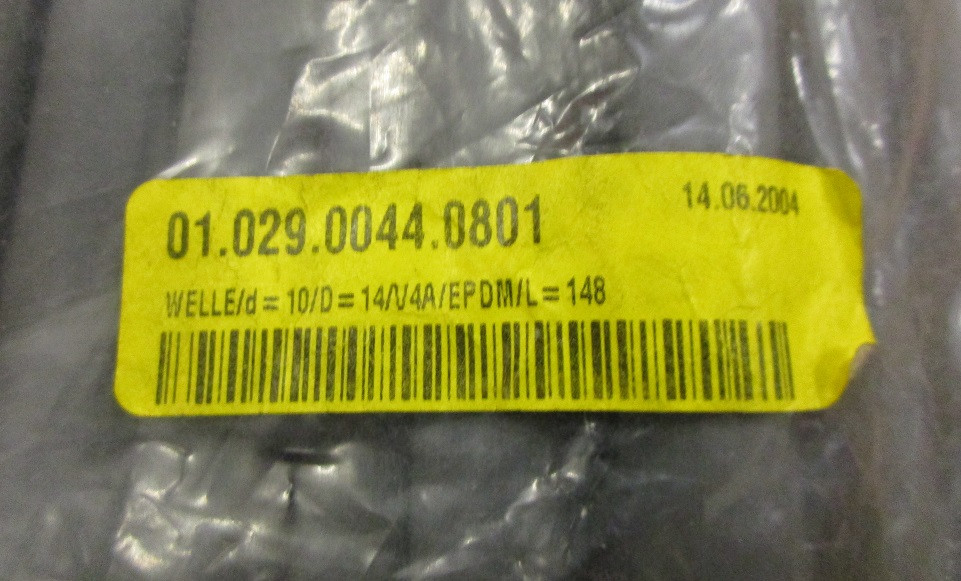 14.06.2004
01.029.0044.0801
WELLE/d = 10/D = 14/V4A/EPDM/L = 148